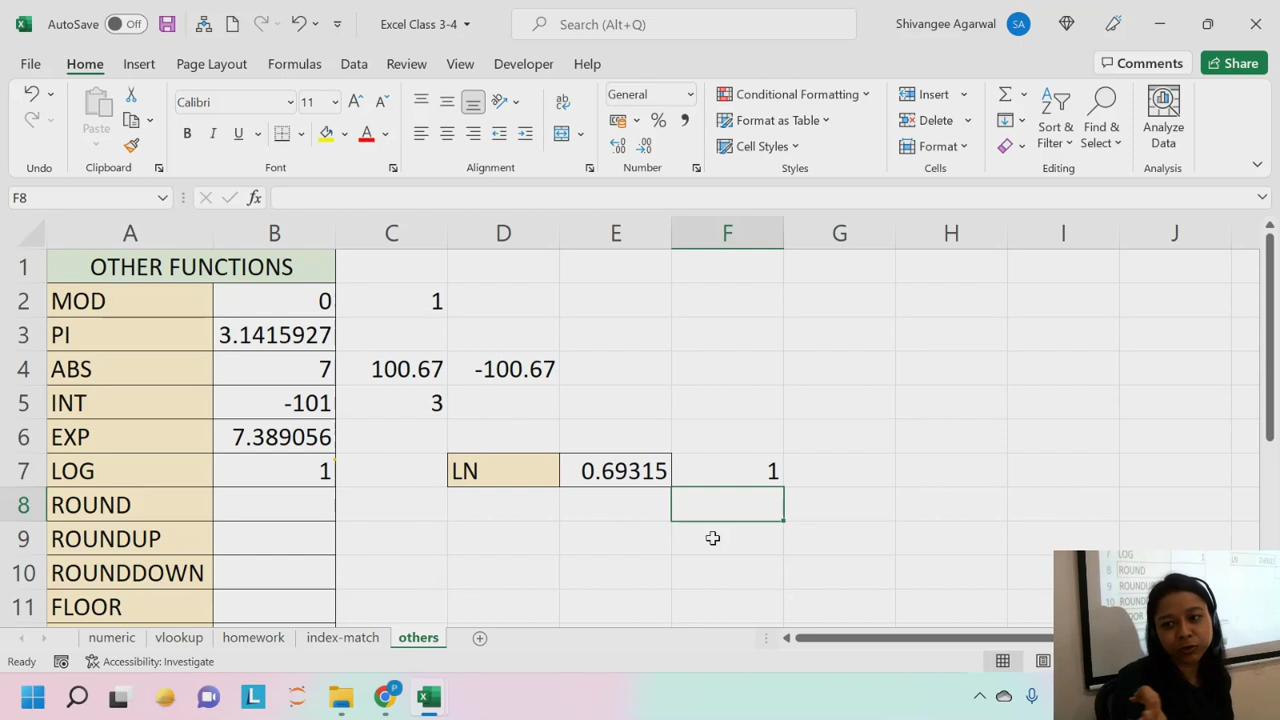 AutoSave Off Excel Class 3-4 Search (Alt+Q) Shivangee Agarwal SA
File Home Insert Page Layout Formulas Data Review View Developer Help Comments Share
Paste Calibri 11 General Conditional Formatting Insert
B I U A Format as Table Delete Sort & Filter Find & Select Analyze Data
Cell Styles Format
Undo Clipboard Font Alignment Number Styles Cells Editing Analysis
F8 fx
A B C D E F G H I J
1 OTHER FUNCTIONS
2 MOD 0 1
3 PI 3.1415927
4 ABS 7 100.67 -100.67
5 INT -101 3
6 EXP 7.389056
7 LOG 1 LN 0.69315 1
8 ROUND
9 ROUNDUP
10 ROUNDDOWN
11 FLOOR
numeric vlookup homework index-match others
Ready Accessibility: Investigate
L P
7 LOG 1
8 ROUND